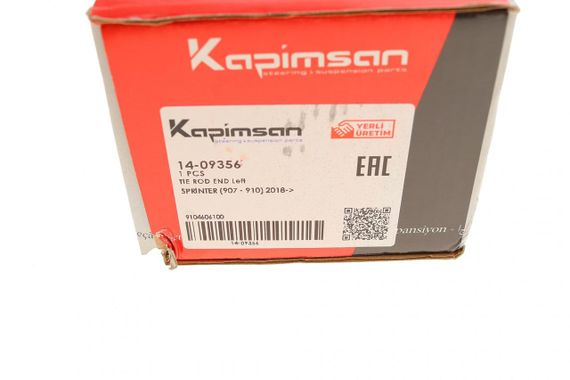 Kapimsan
steering & suspension parts
Kapimsan
steering & suspension parts
YERLİ
ÜRETİM
14-09356
1 PCS
TIE ROD END Left
SPRINTER (907 - 910) 2018->
EAC
9104606100
14-09356